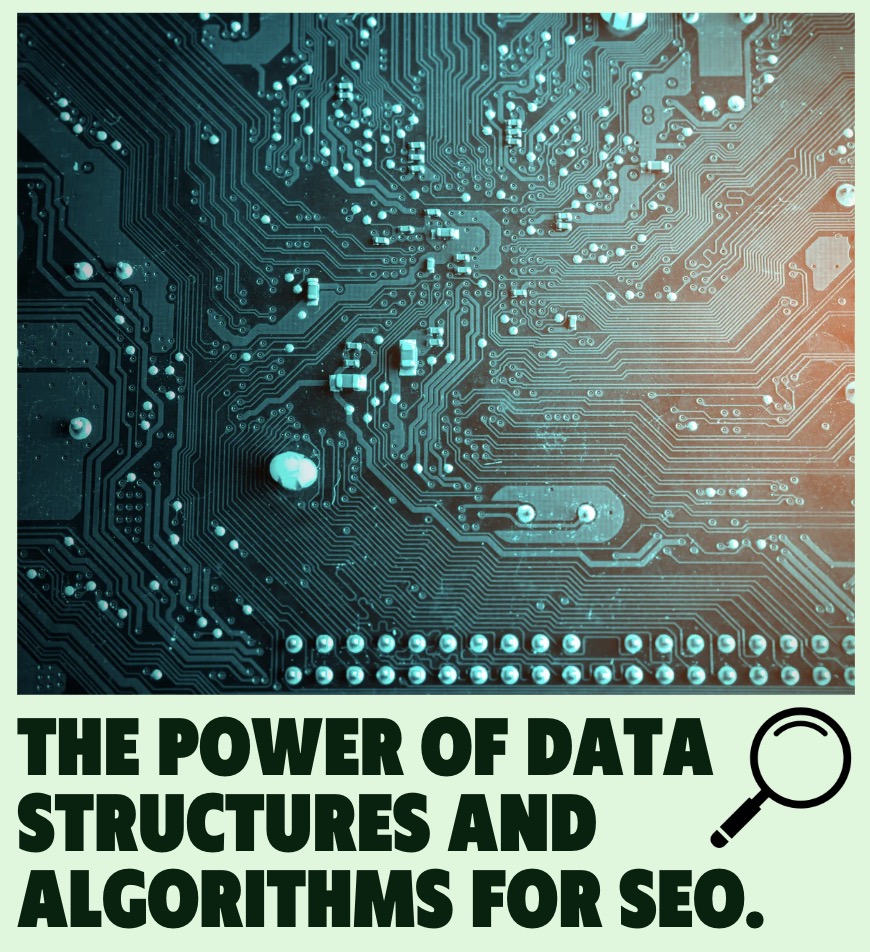 THE POWER OF DATA
STRUCTURES AND
ALGORITHMS FOR SEO.